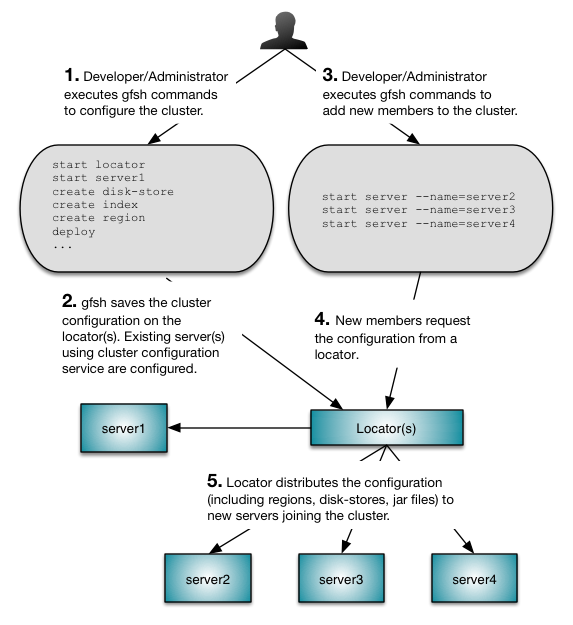 1. Developer/Administrator
executes gfsh commands
to configure the cluster.
3. Developer/Administrator
executes gfsh commands to
add new members to the cluster.
start locator
start server1
create disk-store
create index
create region
deploy
...
start server --name=server2
start server --name=server3
start server --name=server4
2. gfsh saves the cluster
configuration on the
locator(s). Existing server(s)
using cluster configuration
service are configured.
4. New members request
the configuration from a
locator.
server1
Locator(s)
5. Locator distributes the configuration
(including regions, disk-stores, jar files) to
new servers joining the cluster.
server2
server3
server4